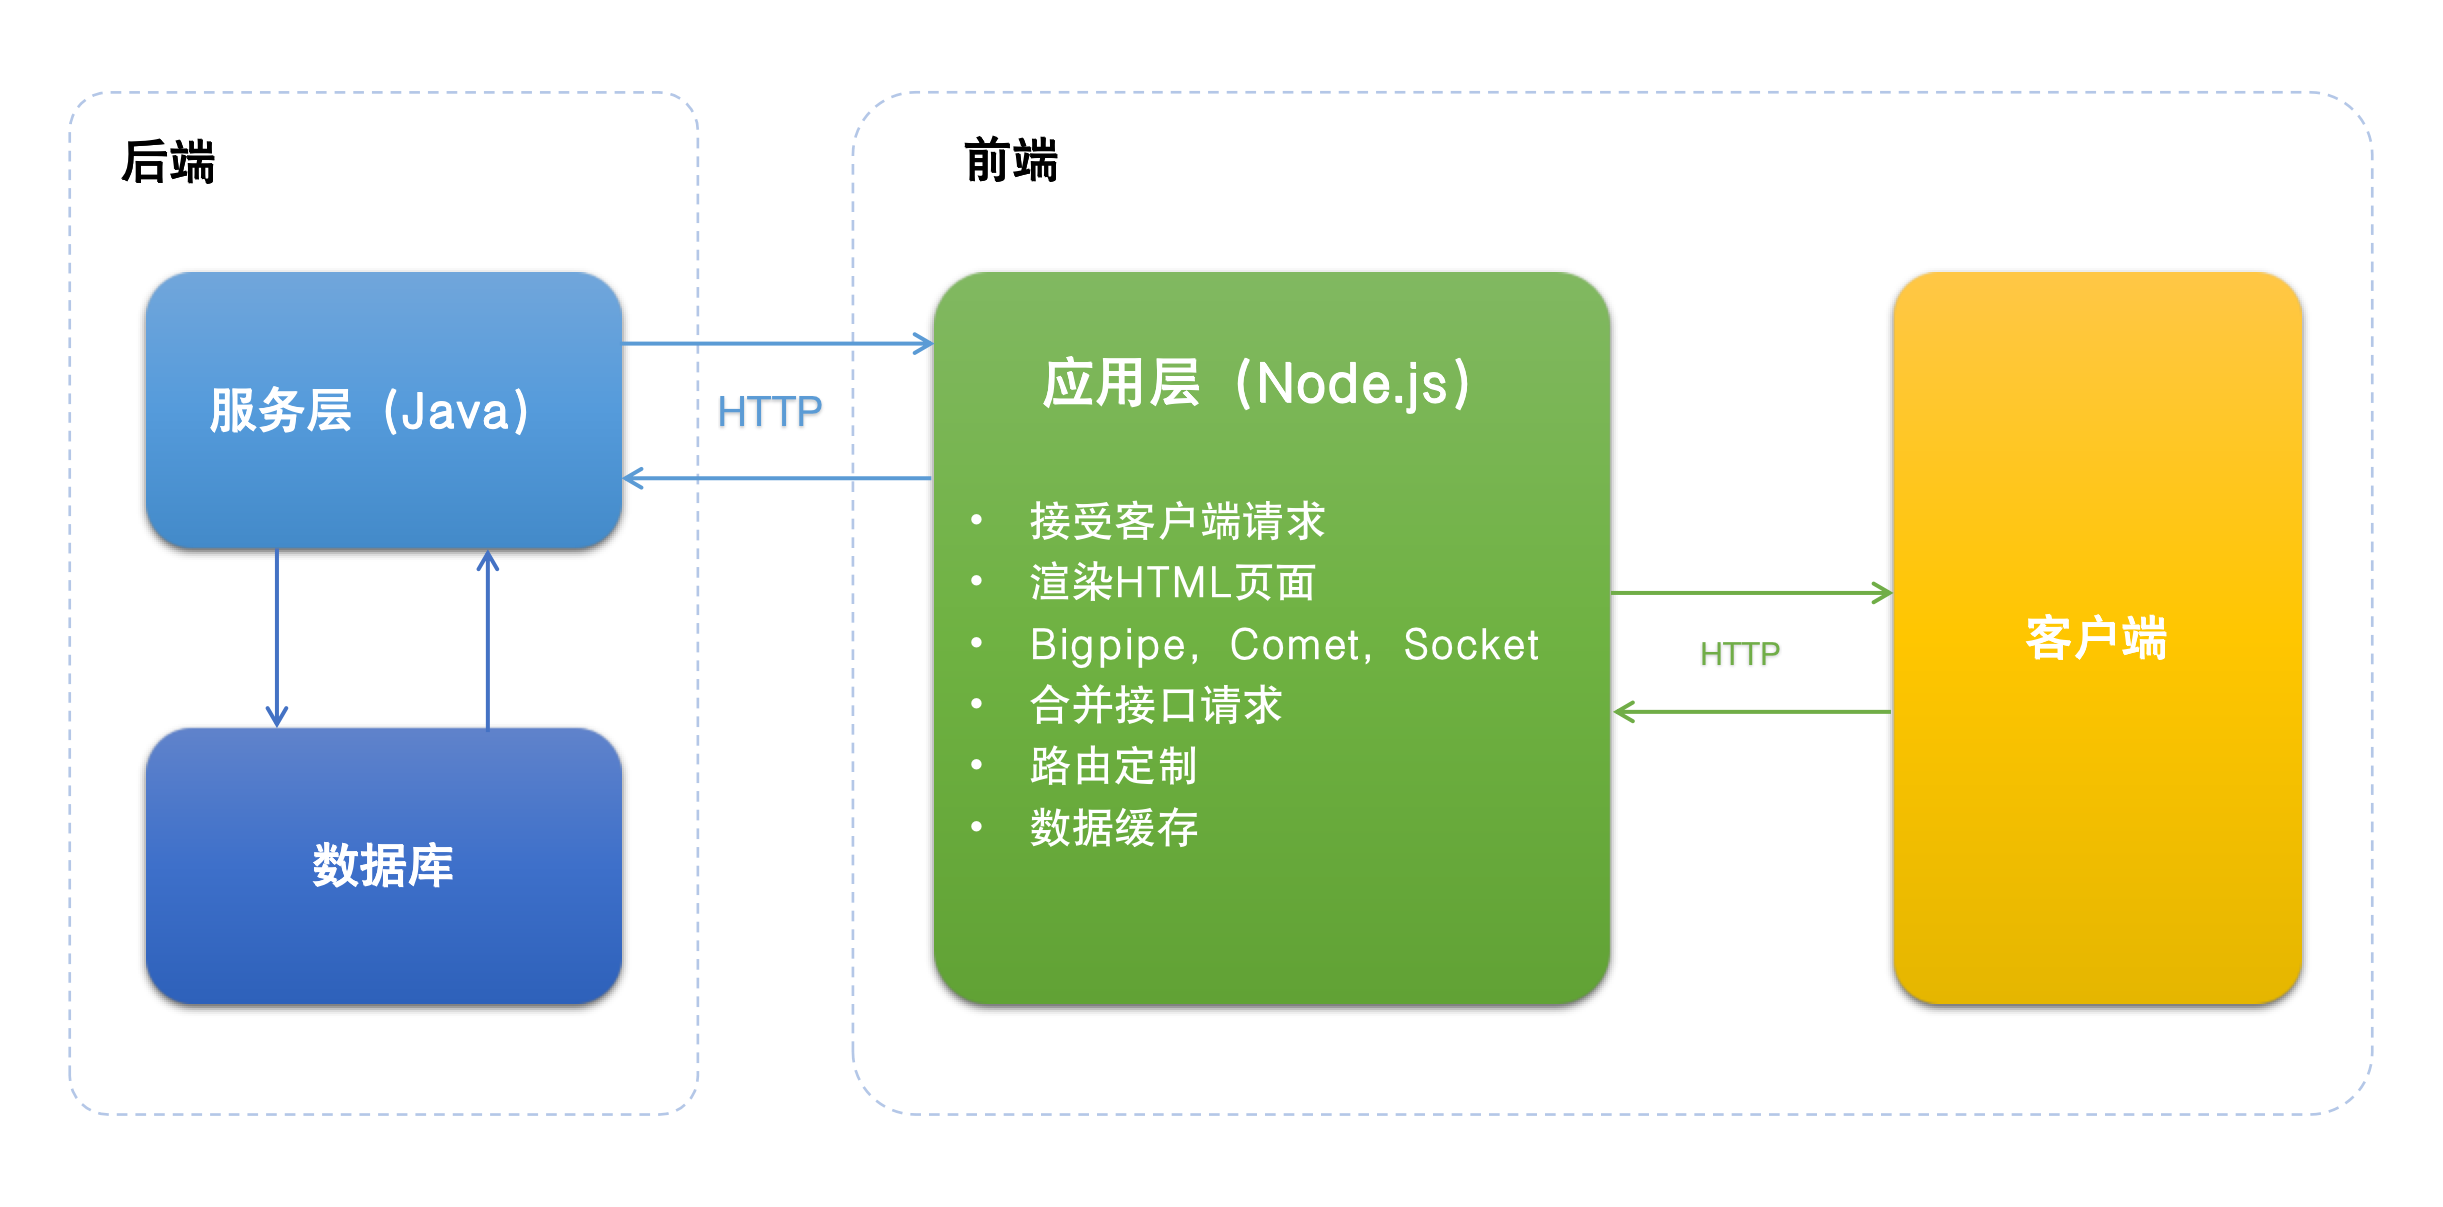 后端
服务层（Java）
数据库
HTTP
前端
应用层（Node.js）
• 接受客户端请求
• 渲染HTML页面
• Bigpipe，Comet，Socket
• 合并接口请求
• 路由定制
• 数据缓存
HTTP
客户端